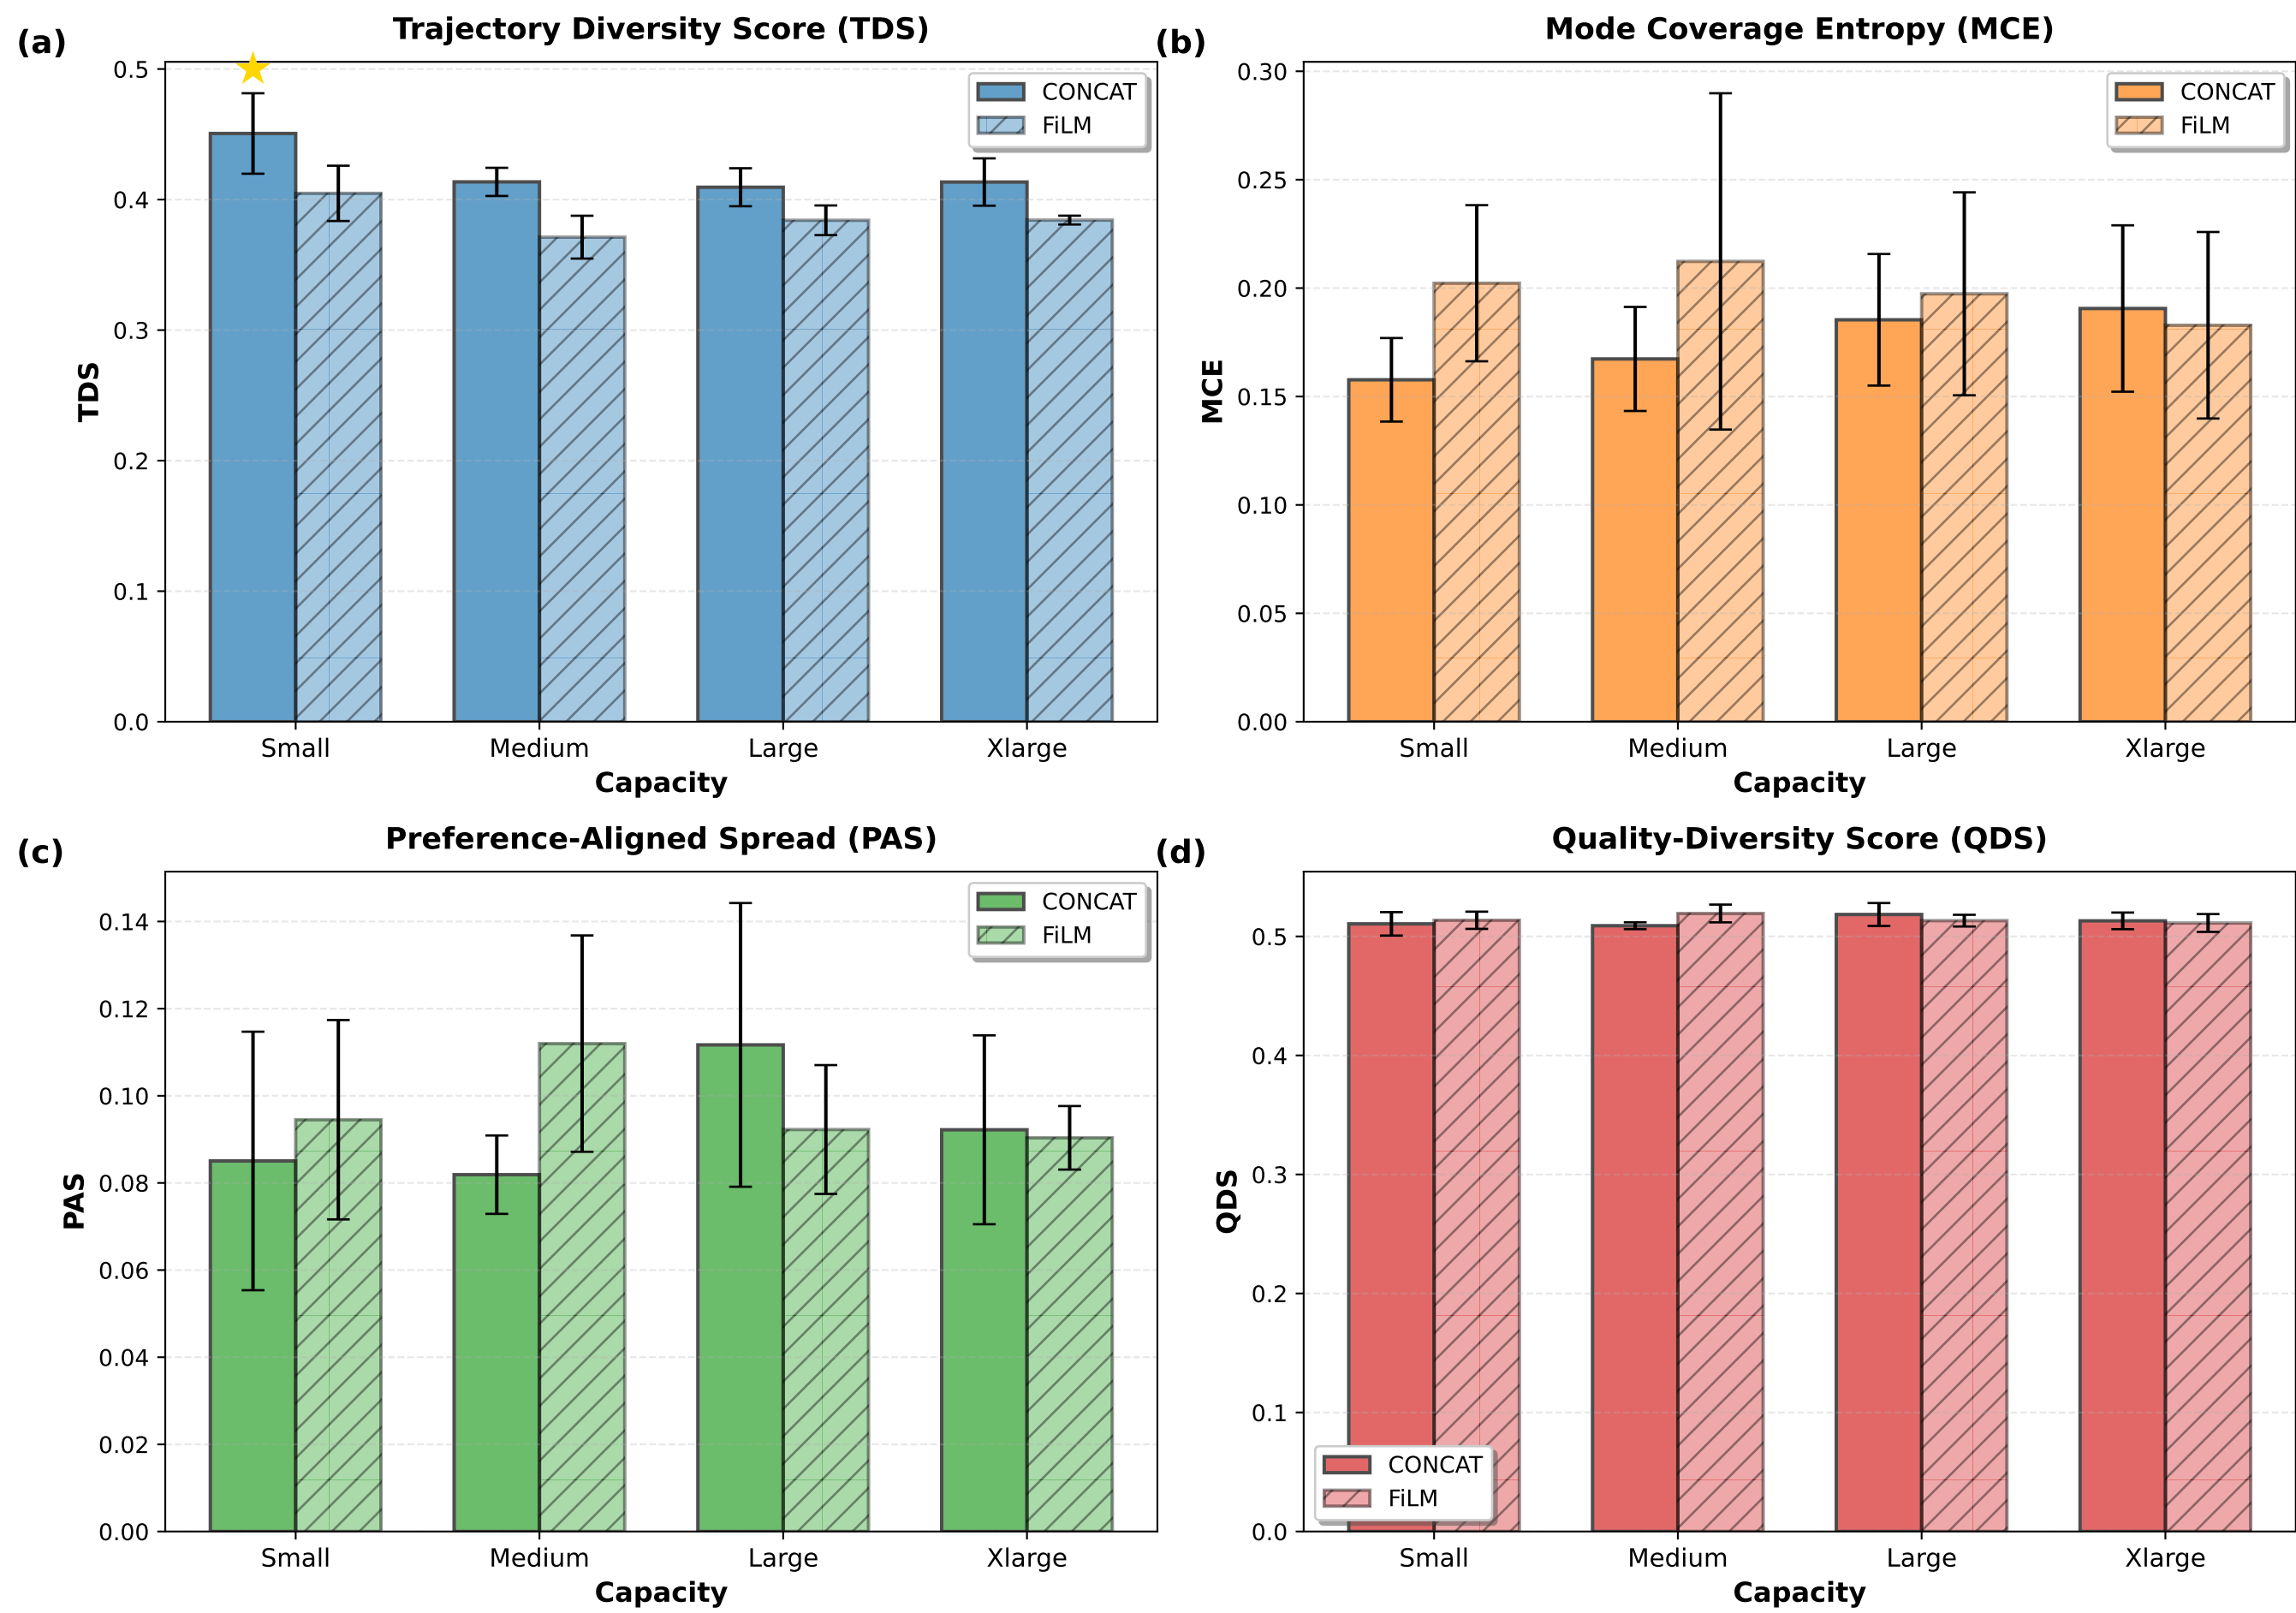 (a)
Trajectory Diversity Score (TDS)
0.5
0.4
0.3
0.2
0.1
0.0
TDS
CONCAT
FiLM
Small
Medium
Large
Xlarge
Capacity
(b)
Mode Coverage Entropy (MCE)
0.30
0.25
0.20
0.15
0.10
0.05
0.00
MCE
CONCAT
FiLM
Small
Medium
Large
Xlarge
Capacity
(c)
Preference-Aligned Spread (PAS)
0.14
0.12
0.10
0.08
0.06
0.04
0.02
0.00
PAS
CONCAT
FiLM
Small
Medium
Large
Xlarge
Capacity
(d)
Quality-Diversity Score (QDS)
0.5
0.4
0.3
0.2
0.1
0.0
QDS
CONCAT
FiLM
Small
Medium
Large
Xlarge
Capacity